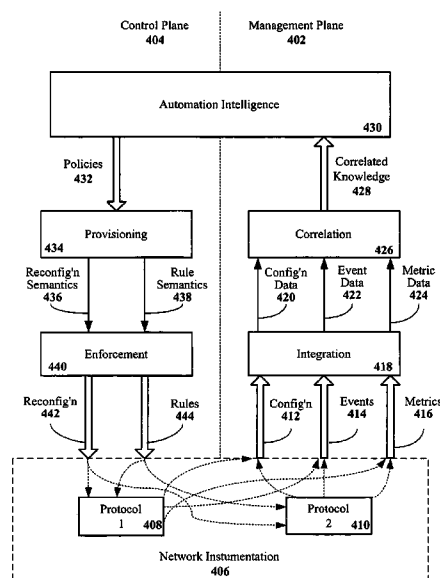 Control Plane
404
Management Plane
402
Automation Intelligence
430
Policies
432
Correlated
Knowledge
428
Provisioning
434
Correlation
426
Reconfig'n
Semantics
436
Rule
Semantics
438
Config'n
Data
420
Event
Data
422
Metric
Data
424
Enforcement
440
Integration
418
Reconfig'n
442
Rules
444
Config'n
412
Events
414
Metrics
416
Protocol
1
408
Protocol
2
410
Network Instumentation
406